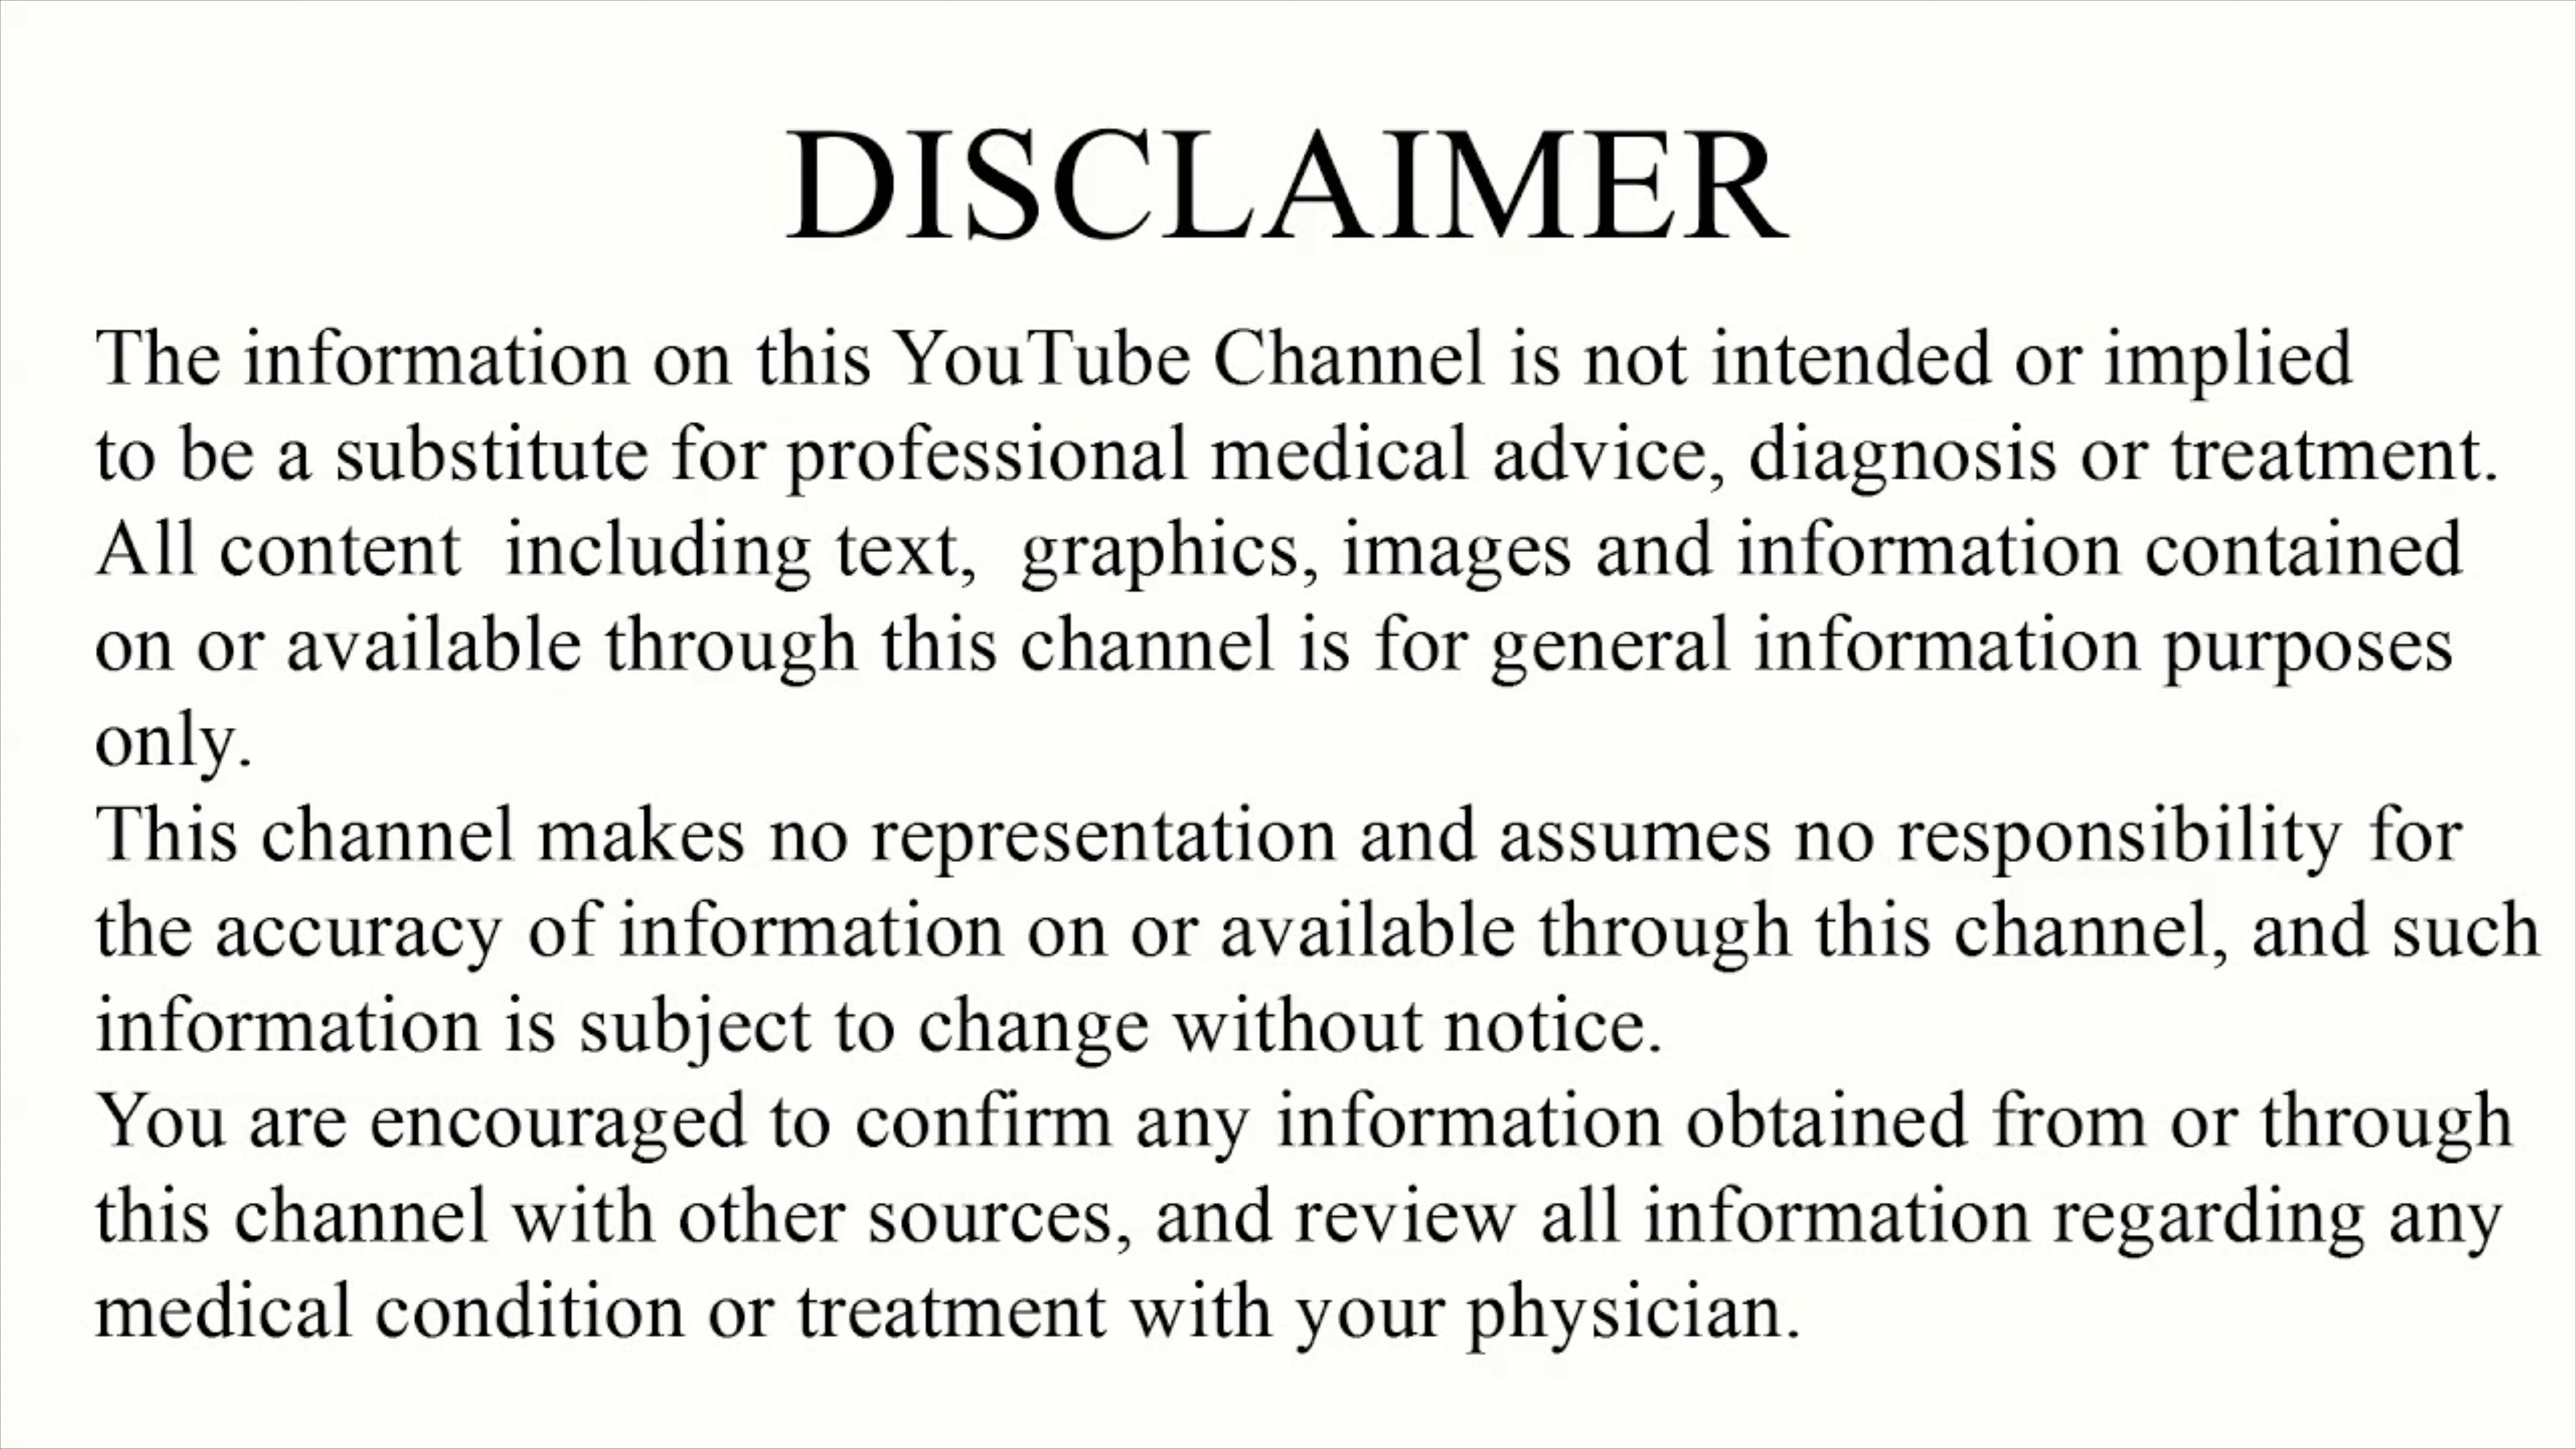 DISCLAIMER
The information on this YouTube Channel is not intended or implied
to be a substitute for professional medical advice, diagnosis or treatment.
All content  including text,  graphics, images and information contained
on or available through this channel is for general information purposes
only.
This channel makes no representation and assumes no responsibility for
the accuracy of information on or available through this channel, and such
information is subject to change without notice.
You are encouraged to confirm any information obtained from or through
this channel with other sources, and review all information regarding any
medical condition or treatment with your physician.